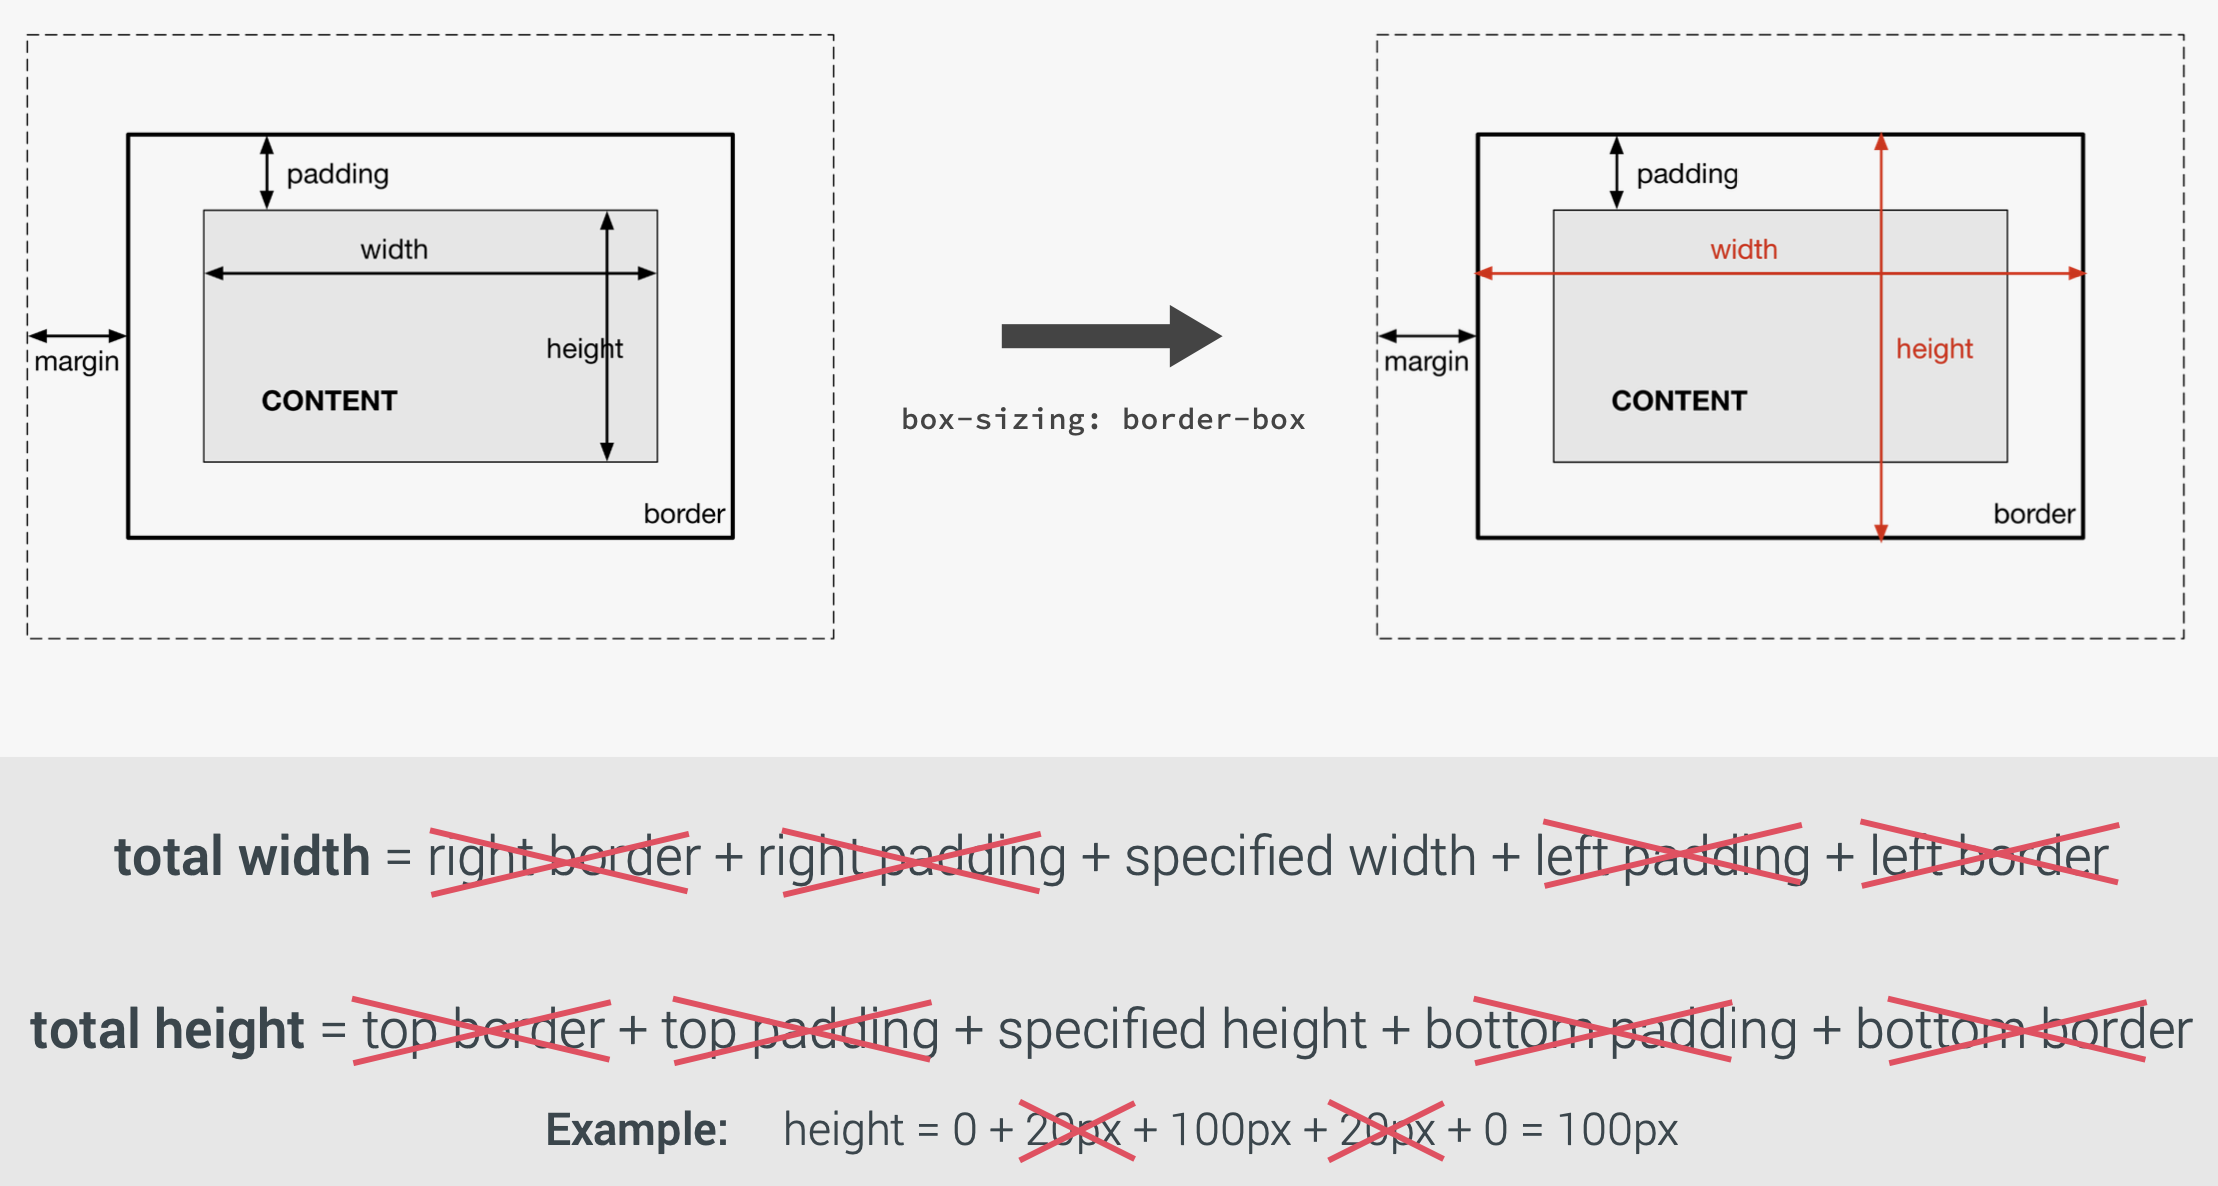 padding
width
margin
height
CONTENT
border
box-sizing: border-box
padding
width
margin
height
CONTENT
border
total width = right border + right padding + specified width + left padding + left border
total height = top border + top padding + specified height + bottom padding + bottom border
Example: height = 0 + 20px + 100px + 20px + 0 = 100px